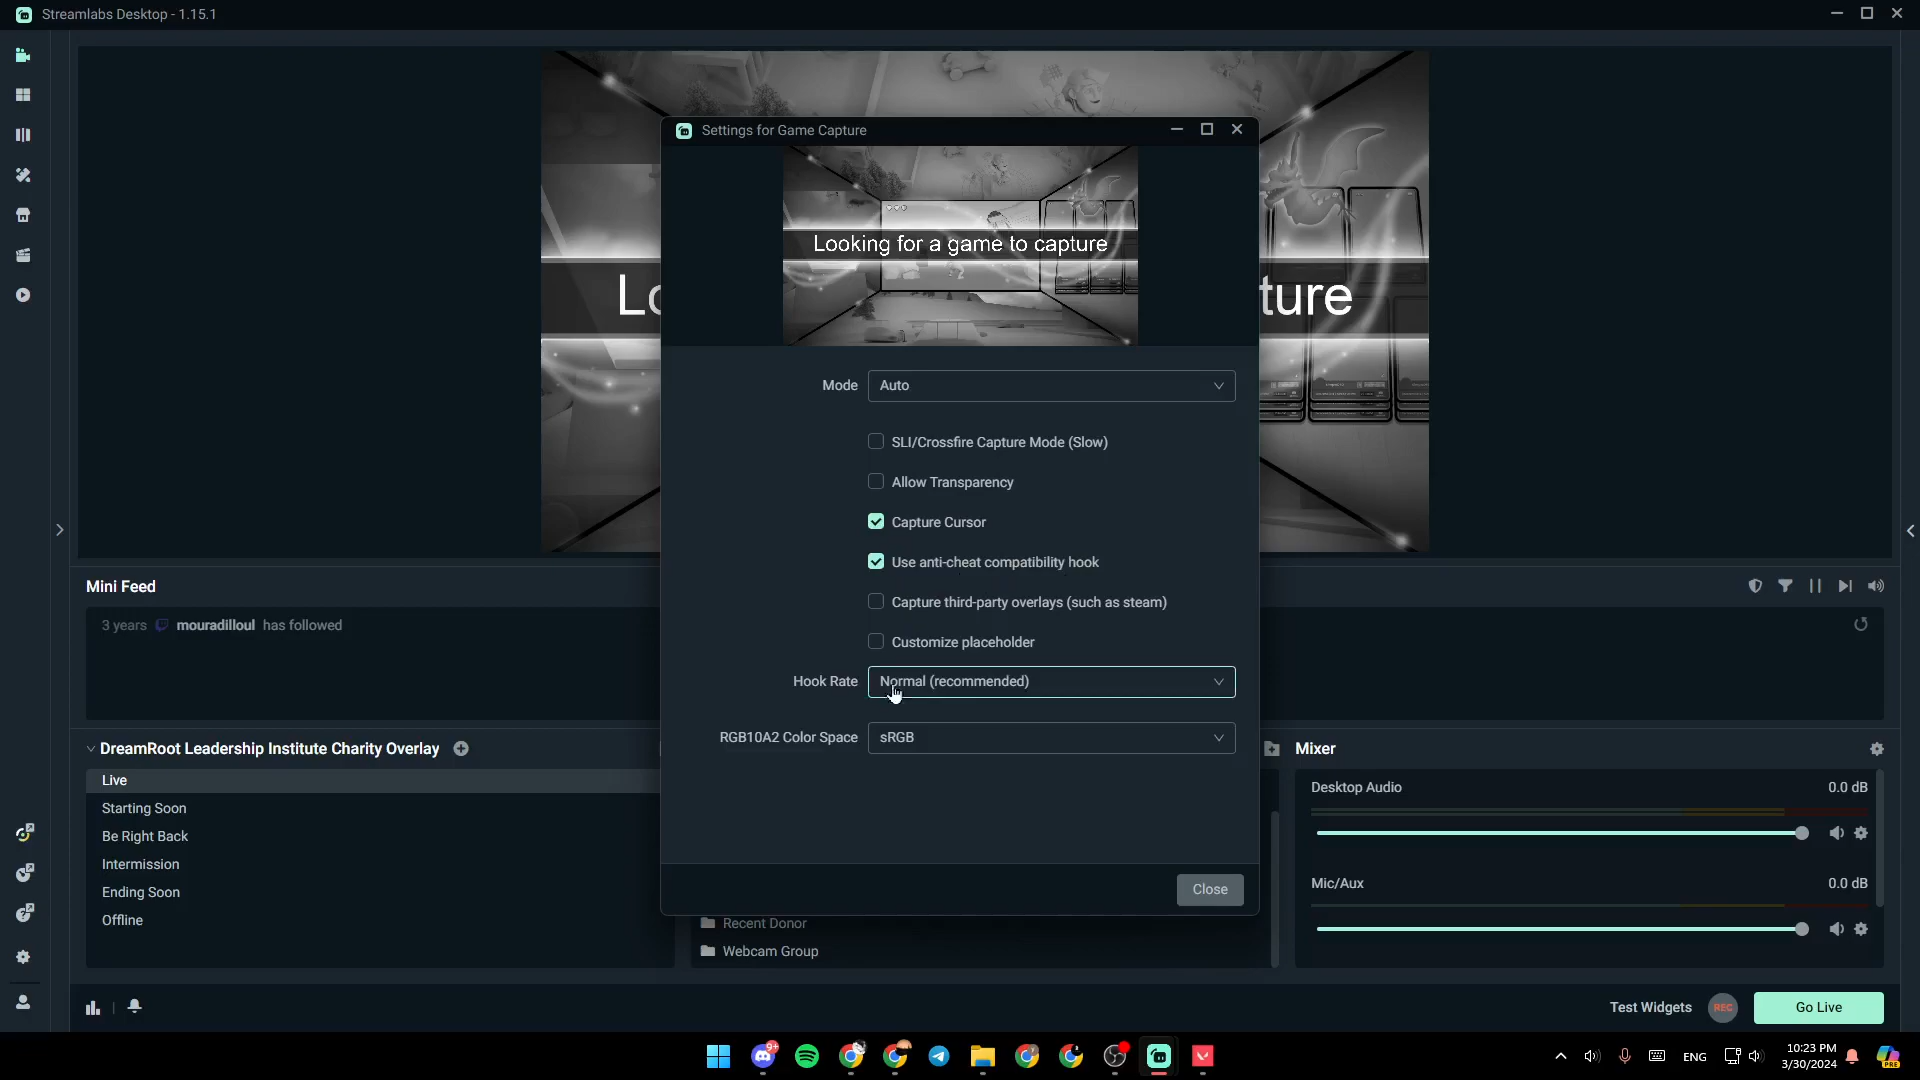 Streamlabs Desktop - 1.15.1
Settings for Game Capture
Looking for a game to capture
Lo
ture
Mode
Auto
SLI/Crossfire Capture Mode (Slow)
Allow Transparency
Capture Cursor
Use anti-cheat compatibility hook
Capture third-party overlays (such as steam)
Customize placeholder
Hook Rate
Normal (recommended)
RGB10A2 Color Space
sRGB
Close
Mini Feed
3 years mouradilloul has followed
DreamRoot Leadership Institute Charity Overlay
Live
Starting Soon
Be Right Back
Intermission
Ending Soon
Offline
Recent Donor
Webcam Group
Mixer
Desktop Audio
0.0 dB
Mic/Aux
0.0 dB
Test Widgets
REC
Go Live
9+
ENG
10:23 PM
3/30/2024
PRE